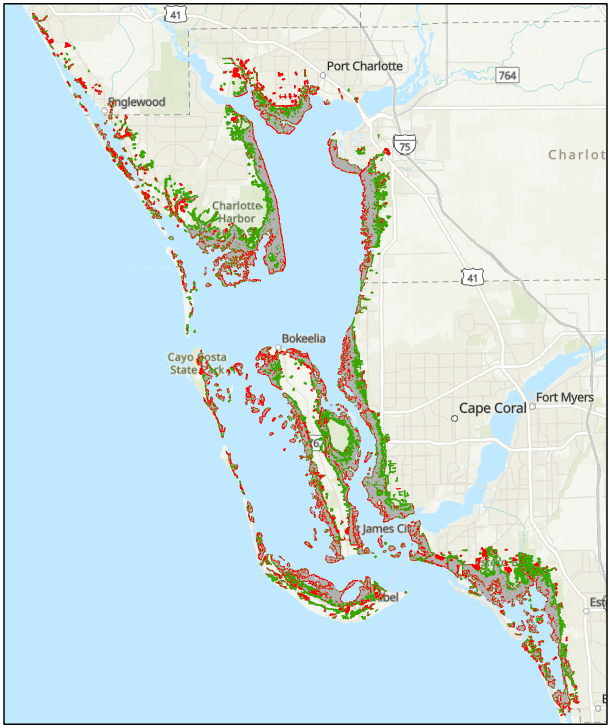 41
Port Charlotte
764
Englewood
75
Charlot
Charlotte
Harbor
41
Bokeelia
Cayo Costa
State Park
Fort Myers
Cape Coral
James Cit
bel
Est